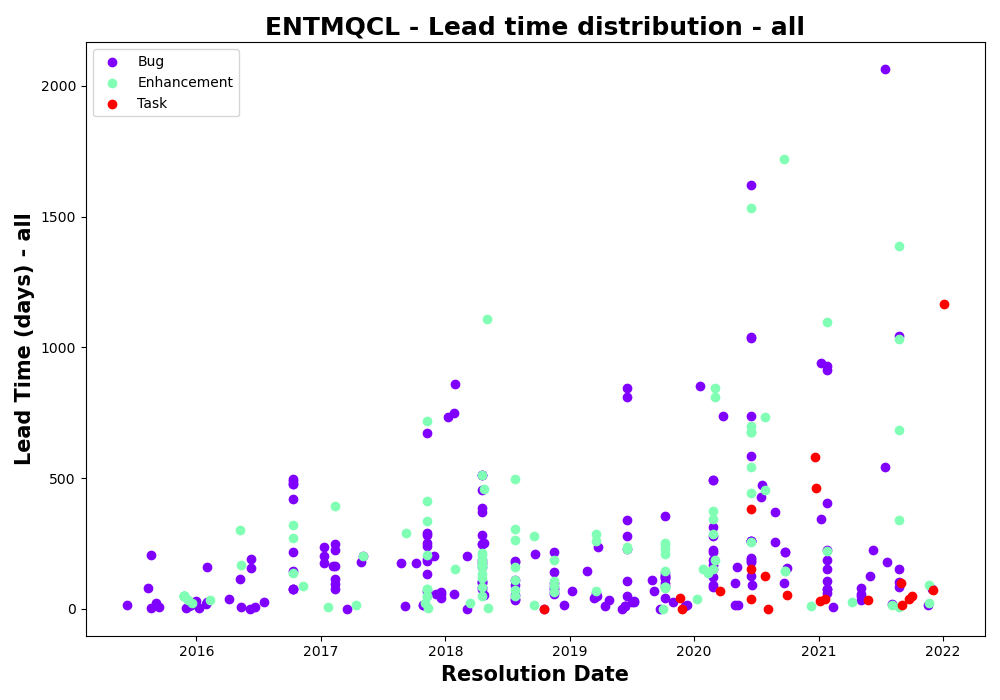 ENTMQCL - Lead time distribution - all
Bug
Enhancement
Task
Lead Time (days) - all
2000
1500
1000
500
0
2016 2017 2018 2019 2020 2021 2022
Resolution Date